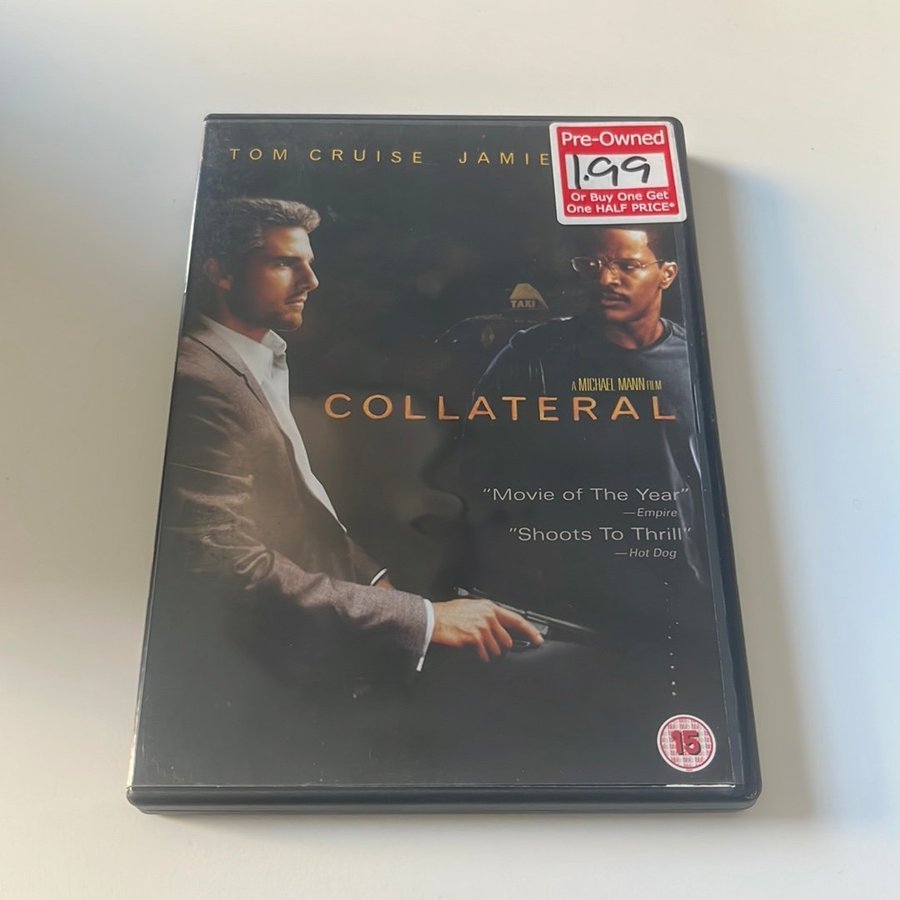 TOM CRUISE JAMIE
Pre-Owned
1.99
Or Buy One Get
One HALF PRICE*
TAXI
A MICHAEL MANN FILM
COLLATERAL
"Movie of The Year"
—Empire
"Shoots To Thrill"
—Hot Dog
15